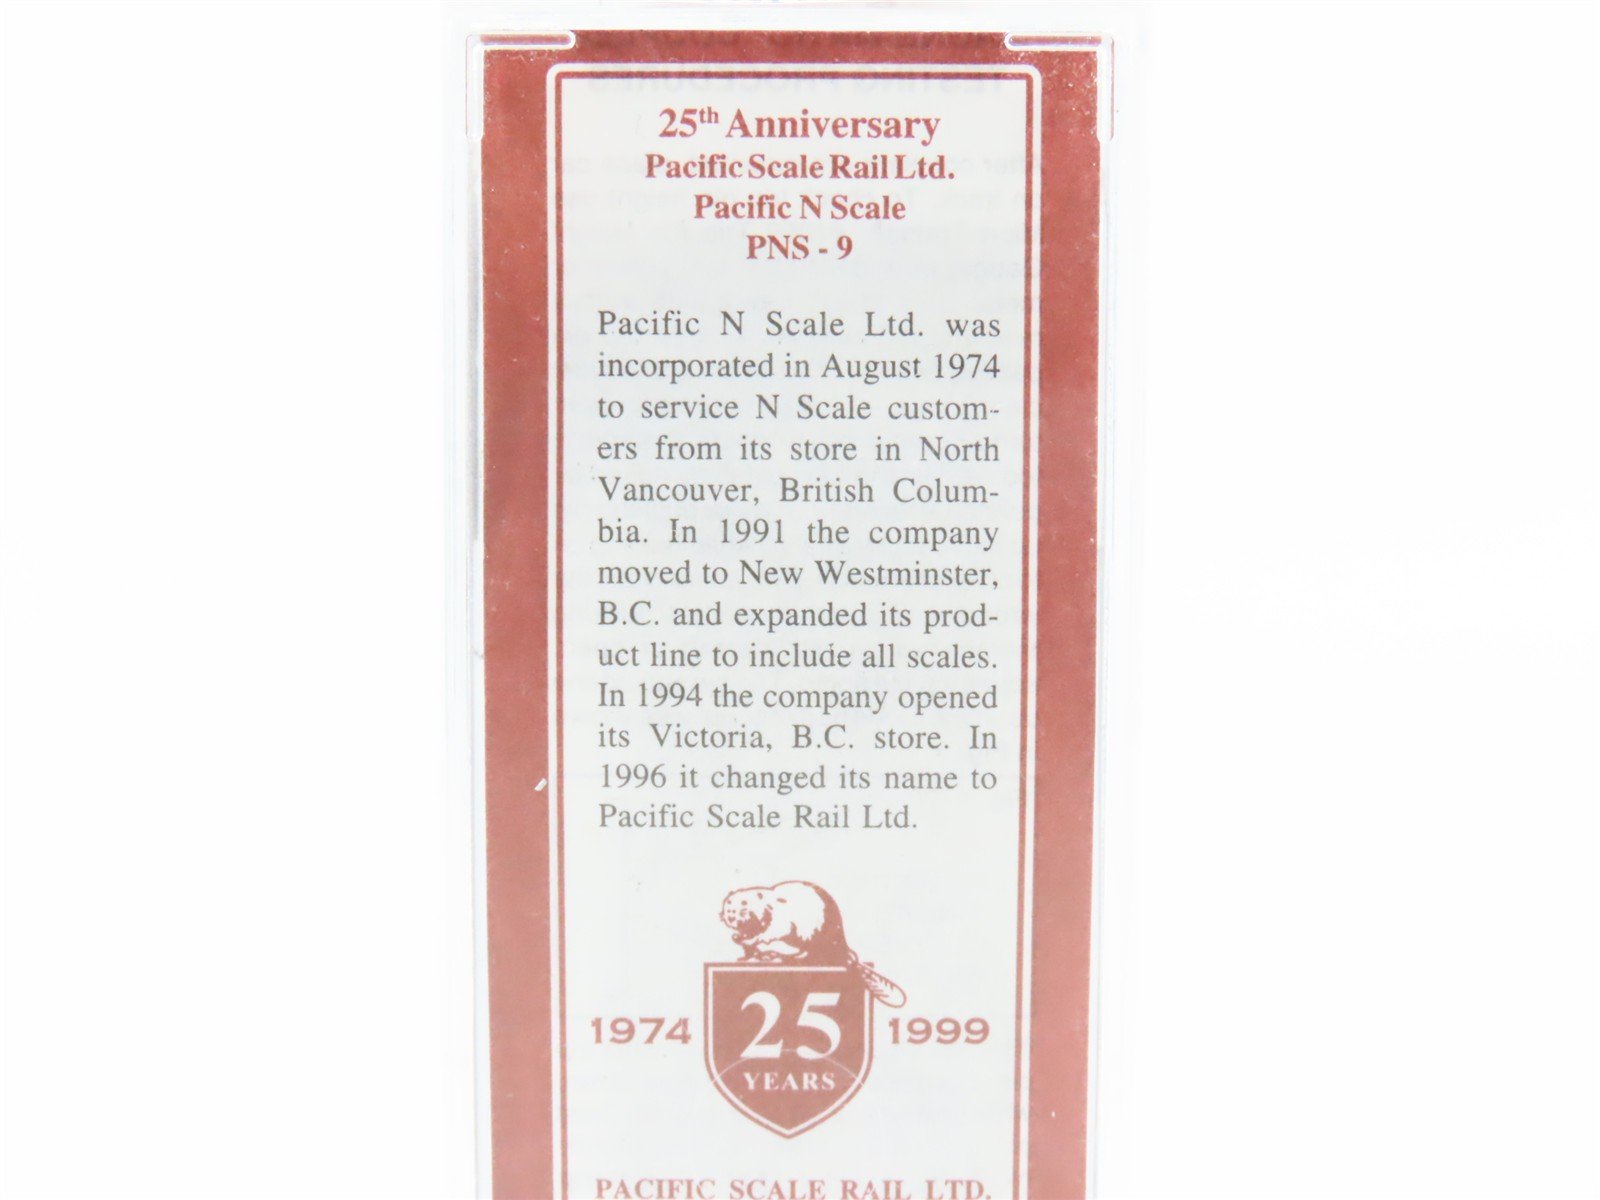 25th Anniversary
Pacific Scale Rail Ltd.
Pacific N Scale
PNS - 9
Pacific N Scale Ltd. was
incorporated in August 1974
to service N Scale custom-
ers from its store in North
Vancouver, British Colum-
bia. In 1991 the company
moved to New Westminster,
B.C. and expanded its prod-
uct line to include all scales.
In 1994 the company opened
its Victoria, B.C. store. In
1996 it changed its name to
Pacific Scale Rail Ltd.
1974 25 1999
YEARS
PACIFIC SCALE RAIL LTD.